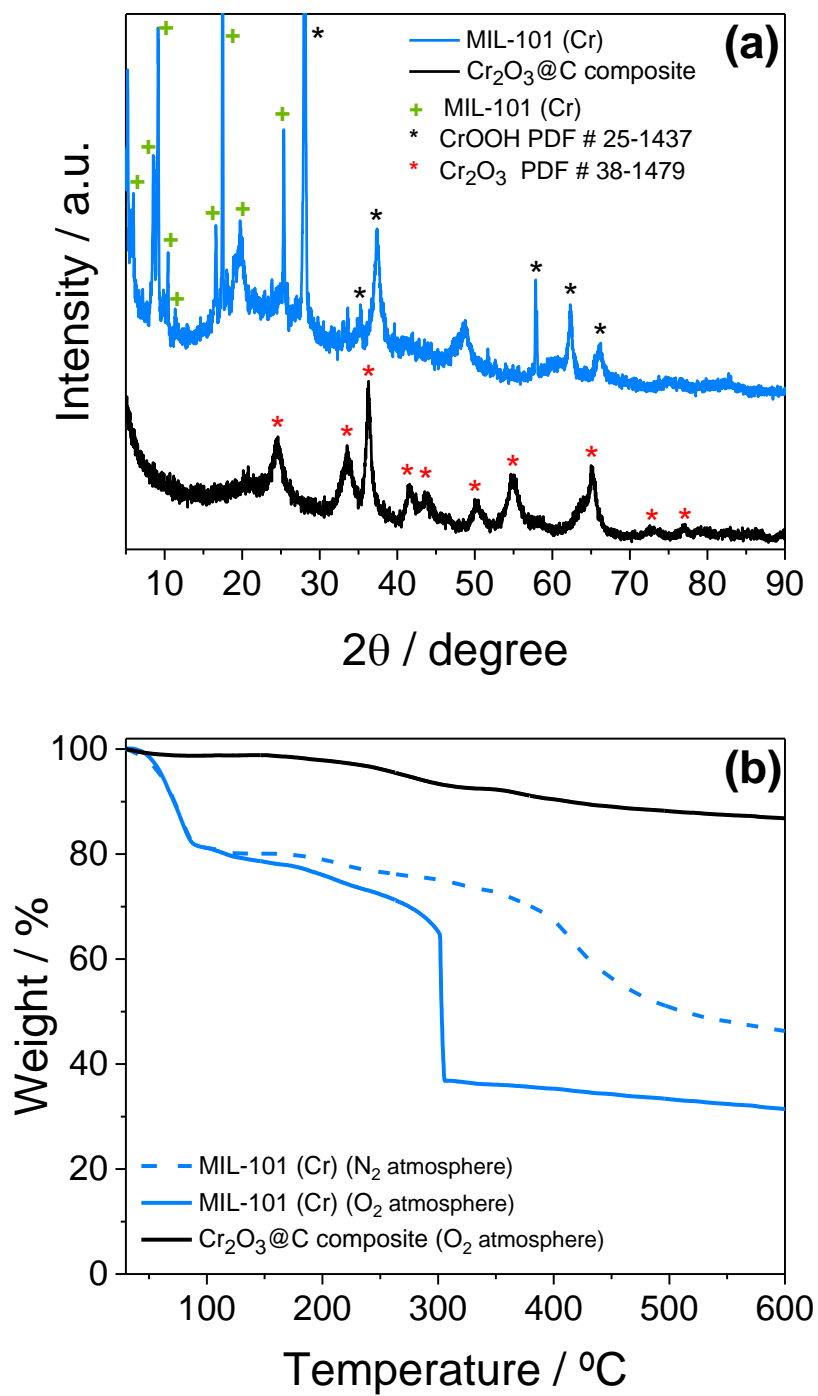 (a)
MIL-101 (Cr)
Cr₂O₃@C composite
+ MIL-101 (Cr)
* CrOOH PDF # 25-1437
* Cr₂O₃ PDF # 38-1479
Intensity / a.u.
10 20 30 40 50 60 70 80 90
2θ / degree
(b)
100
80
60
40
20
0
Weight / %
MIL-101 (Cr) (N₂ atmosphere)
MIL-101 (Cr) (O₂ atmosphere)
Cr₂O₃@C composite (O₂ atmosphere)
100 200 300 400 500 600
Temperature / ºC